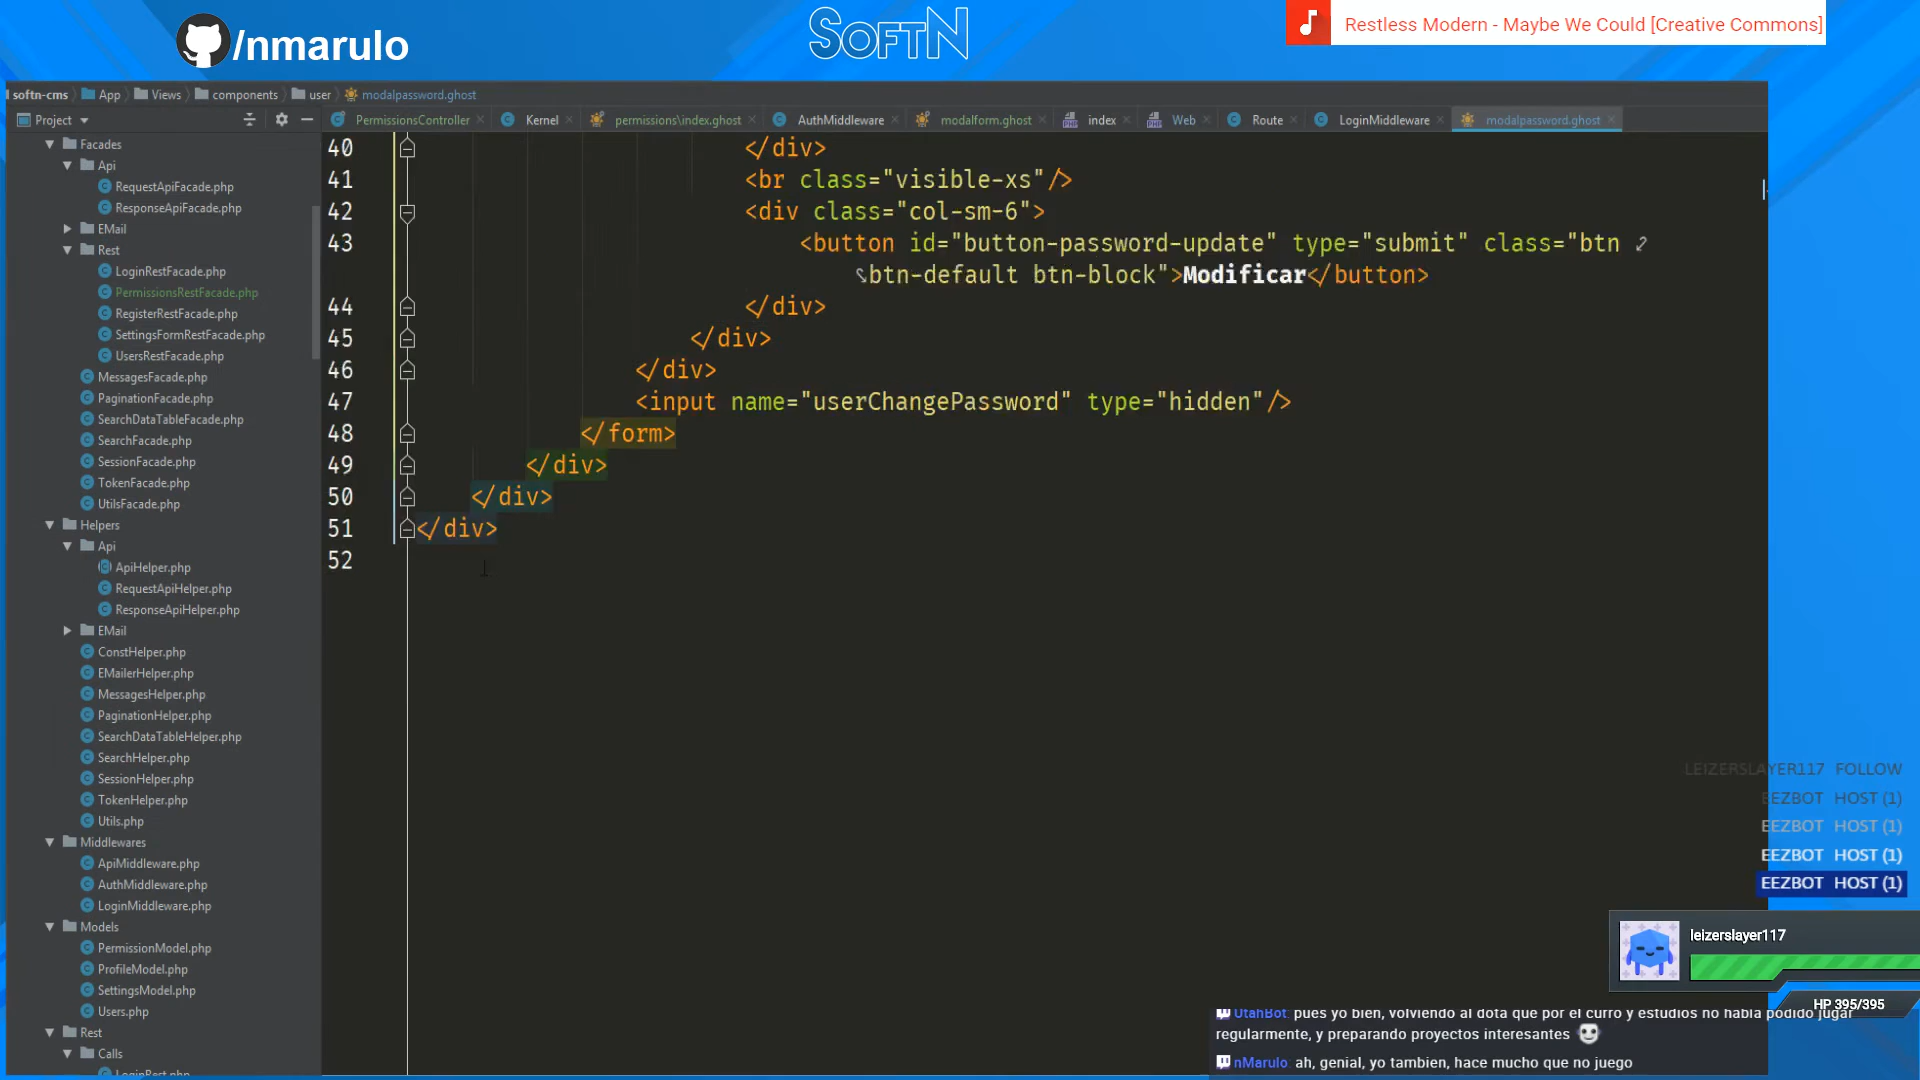 /nmarulo
SOFTN
Restless Modern - Maybe We Could [Creative Commons]
softn-cms App Views components user modalpassword.ghost
Project
PermissionsController Kernel permissions\index.ghost AuthMiddleware modalform.ghost index Web Route LoginMiddleware modalpassword.ghost
Facades
Api
RequestApiFacade.php
ResponseApiFacade.php
EMail
Rest
LoginRestFacade.php
PermissionsRestFacade.php
RegisterRestFacade.php
SettingsFormRestFacade.php
UsersRestFacade.php
MessagesFacade.php
PaginationFacade.php
SearchDataTableFacade.php
SearchFacade.php
SessionFacade.php
TokenFacade.php
UtilsFacade.php
Helpers
Api
ApiHelper.php
RequestApiHelper.php
ResponseApiHelper.php
EMail
ConstHelper.php
EMailerHelper.php
MessagesHelper.php
PaginationHelper.php
SearchDataTableHelper.php
SearchHelper.php
SessionHelper.php
TokenHelper.php
Utils.php
Middlewares
ApiMiddleware.php
AuthMiddleware.php
LoginMiddleware.php
Models
PermissionModel.php
ProfileModel.php
SettingsModel.php
Users.php
Rest
Calls
LoginRest.php
40 </div>
41 <br class="visible-xs"/>
42 <div class="col-sm-6">
43 <button id="button-password-update" type="submit" class="btn
btn-default btn-block">Modificar</button>
44 </div>
45 </div>
46 </div>
47 <input name="userChangePassword" type="hidden"/>
48 </form>
49 </div>
50 </div>
51 </div>
52
LEIZERSLAYER117 FOLLOW
EEZBOT HOST (1)
EEZBOT HOST (1)
EEZBOT HOST (1)
EEZBOT HOST (1)
leizerslayer117
HP 395/395
UtahBot: pues yo bien, volviendo al dota que por el curro y estudios no habia podido jugar
regularmente, y preparando proyectos interesantes
nMarulo: ah, genial, yo tambien, hace mucho que no juego